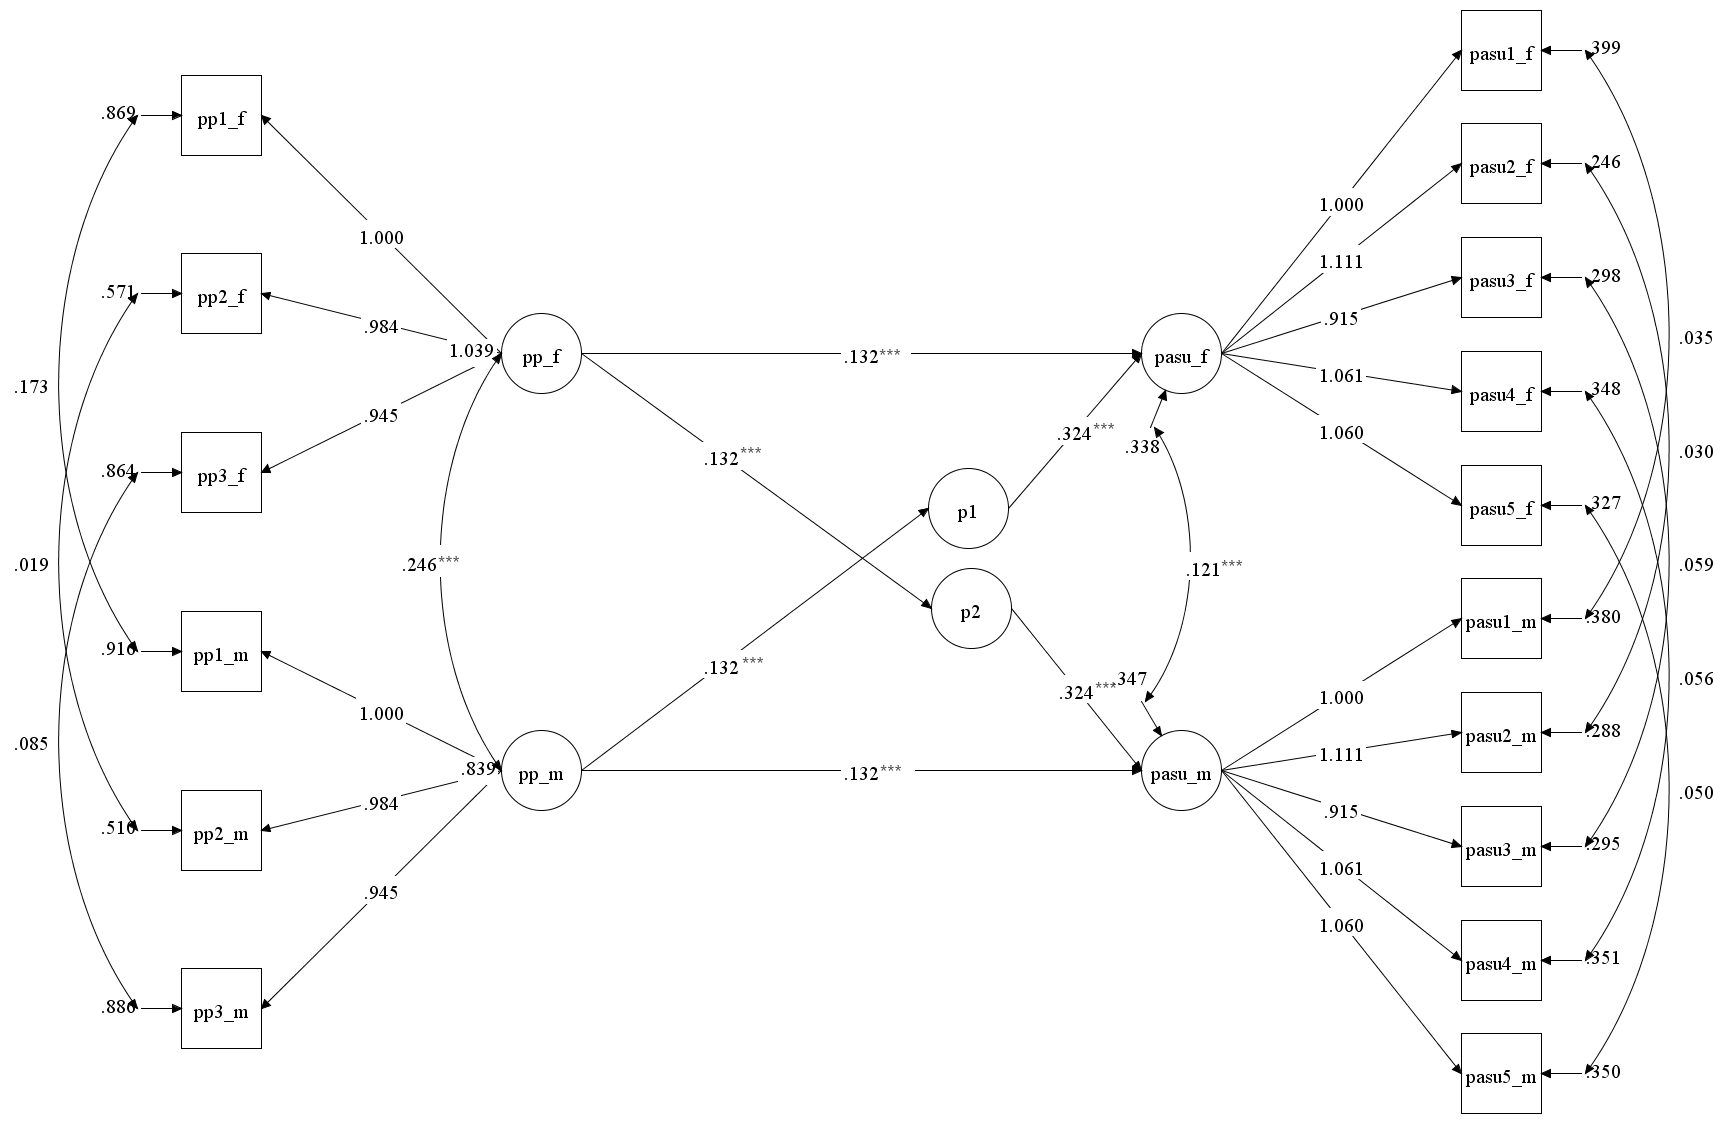 pasu1_f
.399
pp1_f
.869
pasu2_f
.246
1.000
1.000
pasu3_f
.298
1.111
pp2_f
.571
.984
.915
1.039
pp_f
.132***
pasu_f
.035
1.061
pasu4_f
.348
.173
.945
.324***
.338
1.060
.132***
.030
pp3_f
.864
pasu5_f
.327
p1
.019
.246***
.121***
.059
p2
pasu1_m
.380
pp1_m
.916
.132***
.324***
.347
.056
1.000
1.000
pasu2_m
.288
.085
.839
pp_m
.132***
pasu_m
1.111
.050
.984
.915
pp2_m
.510
pasu3_m
.295
1.061
.945
1.060
pasu4_m
.351
pp3_m
.880
pasu5_m
.350